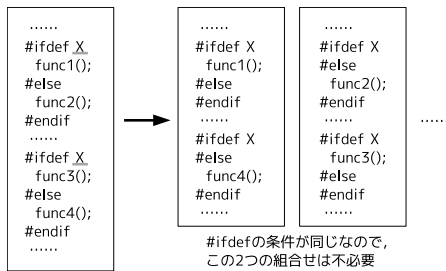 ……
#ifdef X
func1();
#else
func2();
#endif
……
#ifdef X
func3();
#else
func4();
#endif
……
……
#ifdef X
func1();
#else
#endif
……
#ifdef X
#else
func4();
#endif
……
……
#ifdef X
#else
func2();
#endif
……
#ifdef X
func3();
#else
#endif
……
……
#ifdefの条件が同じなので,
この2つの組合せは不必要